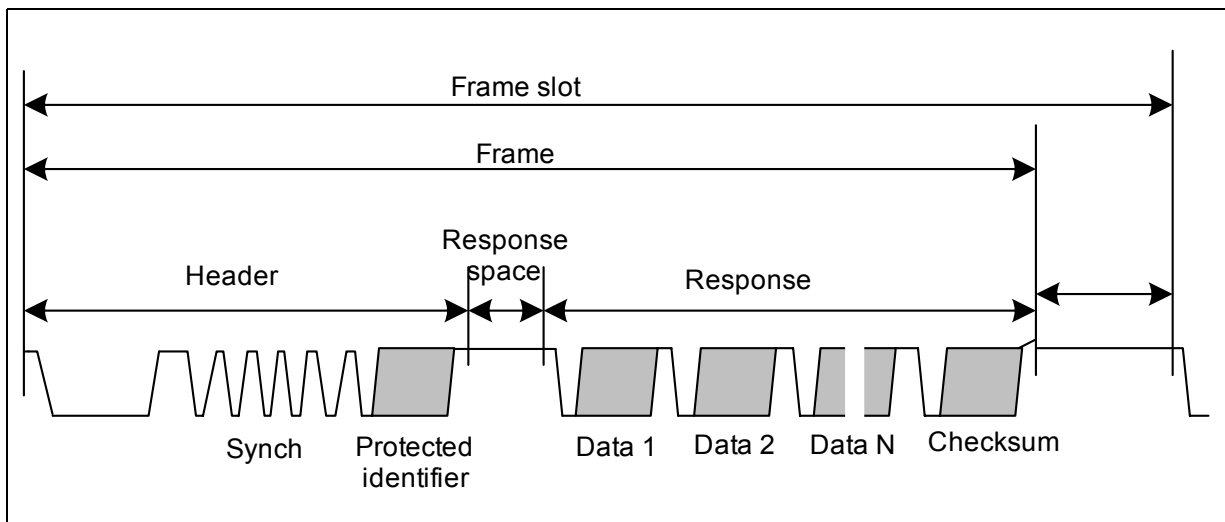 Frame slot
Frame
Header
Response
space
Response
Synch
Protected
identifier
Data 1
Data 2
Data N
Checksum